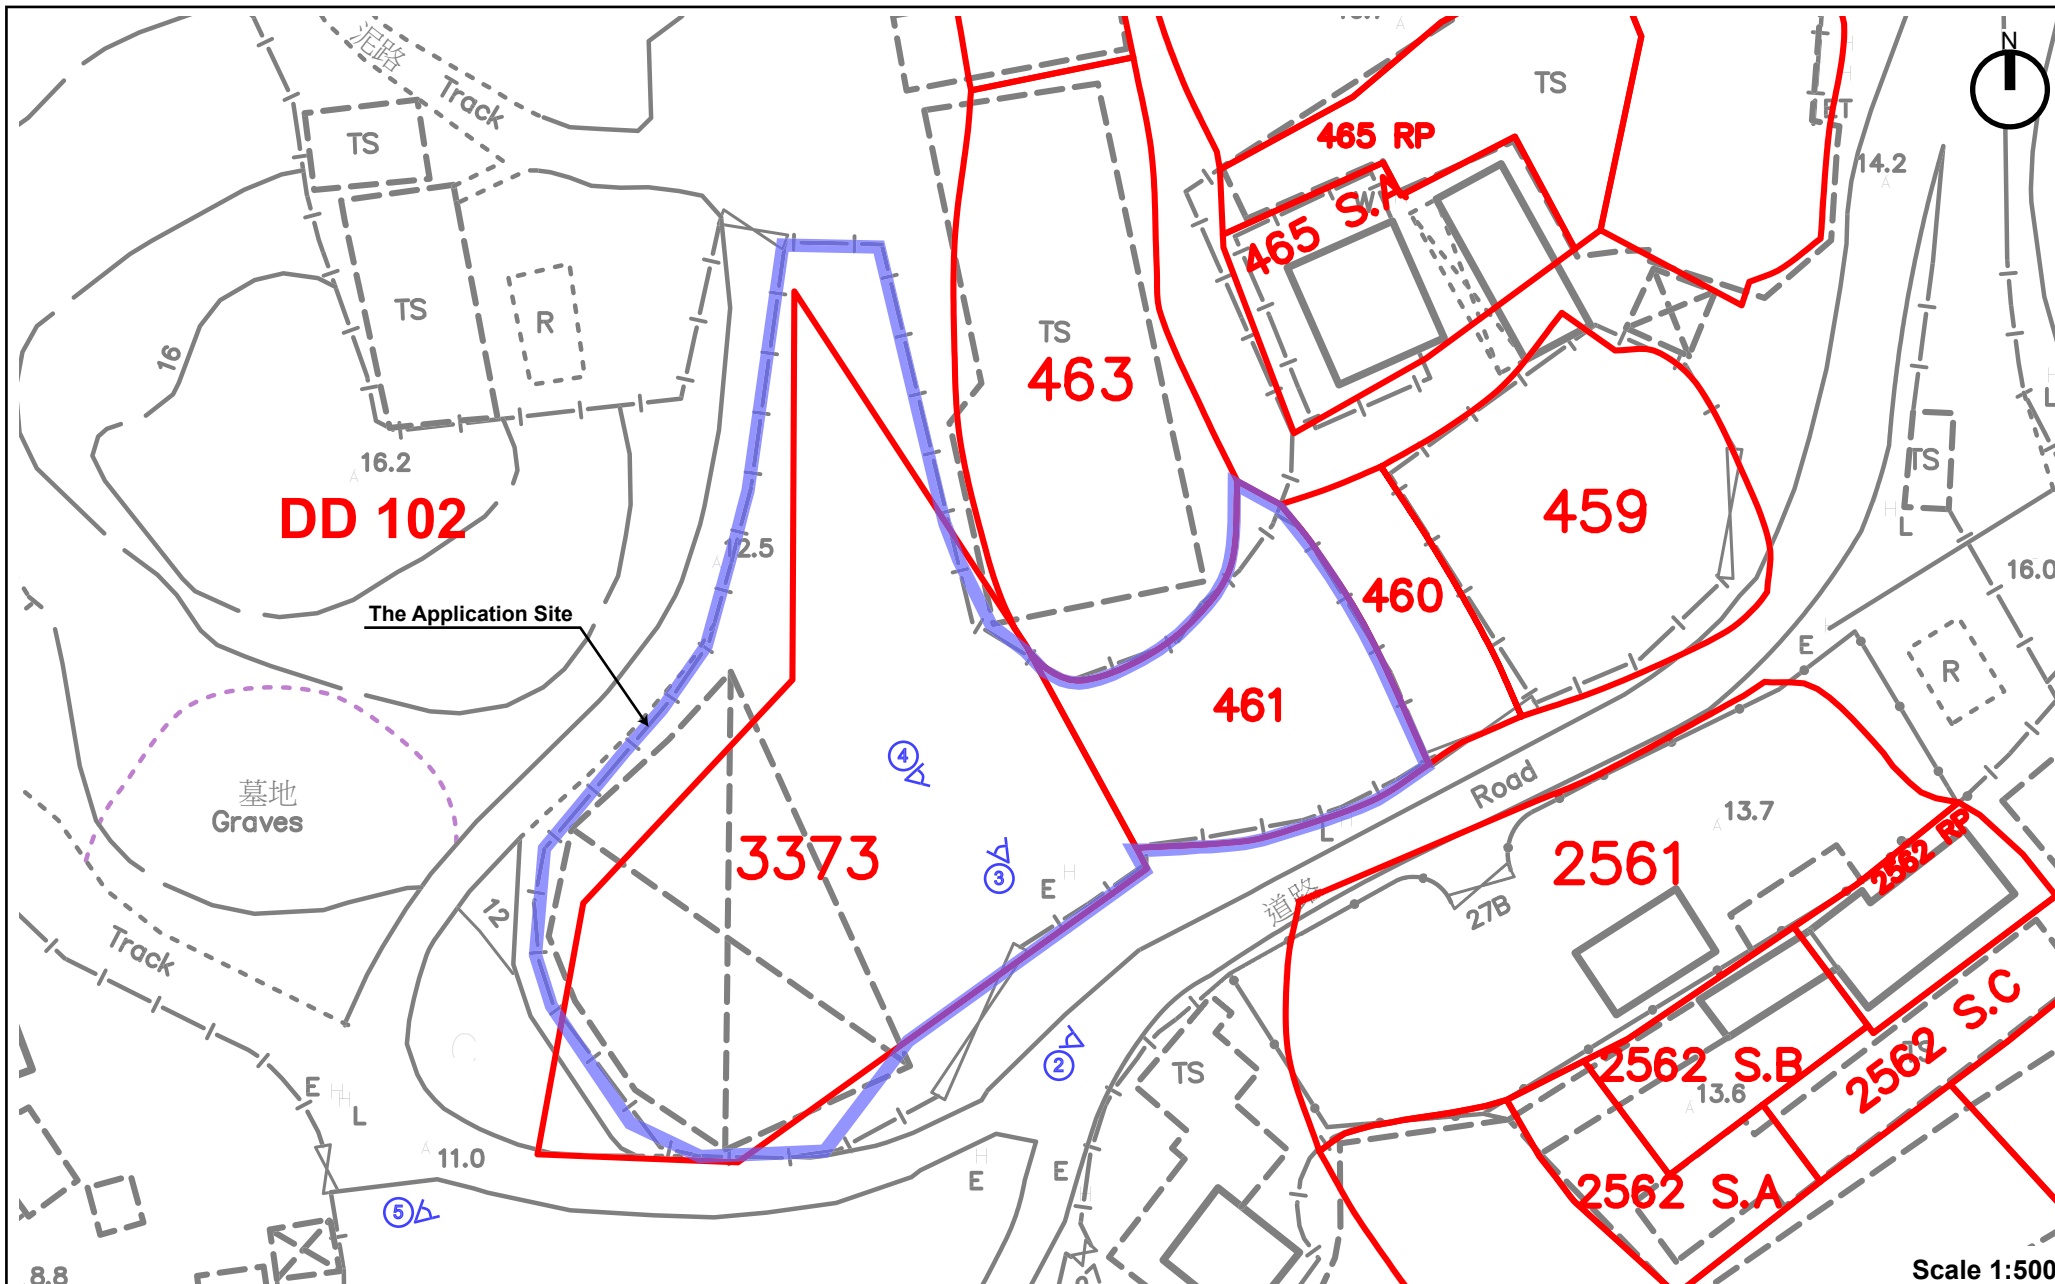 泥路
Track
TS
TS
R
16
16.2
DD 102
The Application Site
12.5
墓地
Graves
Track
12
3373
463
TS
465 RP
465 S.A
W
TS
ET
14.2
N
459
460
461
TS
L
L
16.0
R
E
Road
道路
L
E
4
3
2
5
13.7
2561
27B
2562 RP
2562 S.B
2562 S.C
13.6
2562 S.A
TS
E
E
E
L
11.0
8.8
Scale 1:500